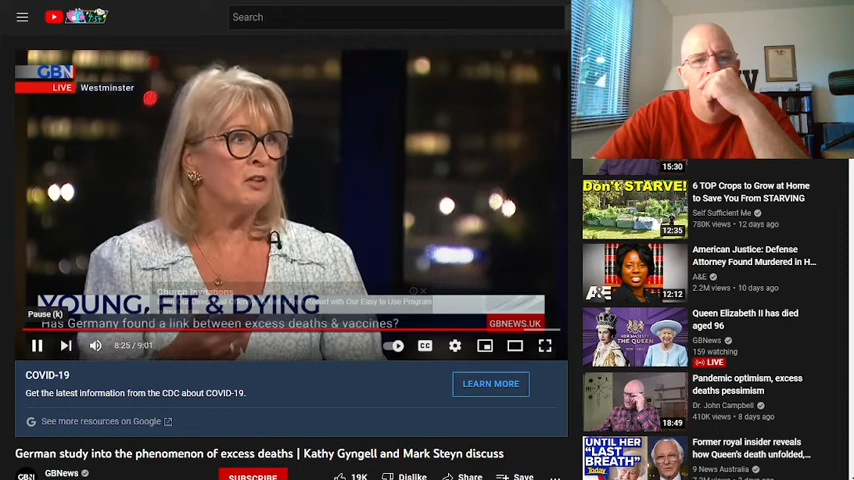 Search
GBN
LIVE Westminster
Church Invitations
YOUNG, FIT & DYING
Pause (k)
Has Germany found a link between excess deaths & vaccines?
GBNEWS.UK
8:25 / 9:01
COVID-19
Get the latest information from the CDC about COVID-19.
LEARN MORE
See more resources on Google
German study into the phenomenon of excess deaths | Kathy Gyngell and Mark Steyn discuss
GBN
GBNews
SUBSCRIBE
19K
Dislike
Share
Save
15:30
Don't STARVE!
12:35
6 TOP Crops to Grow at Home
to Save You From STARVING
Self Sufficient Me
780K views • 12 days ago
A&E
12:12
American Justice: Defense
Attorney Found Murdered in H...
A&E
2.2M views • 10 days ago
THE QUEEN
Queen Elizabeth II has died
aged 96
GBNews
159 watching
LIVE
18:49
Pandemic optimism, excess
deaths pessimism
Dr. John Campbell
410K views • 8 days ago
UNTIL HER
"LAST
BREATH"
Today
Former royal insider reveals
how Queen's death unfolded,...
9 News Australia